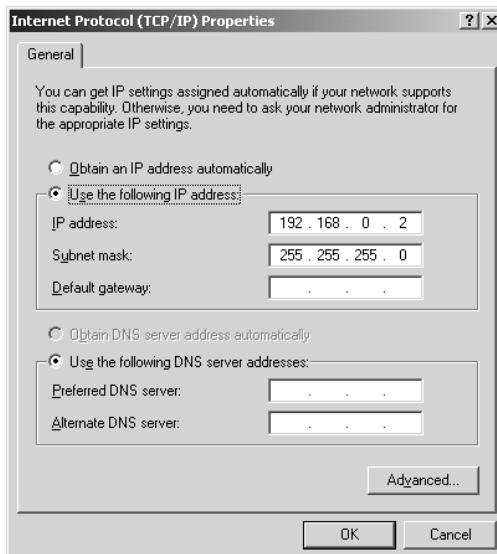 Internet Protocol (TCP/IP) Properties
General
You can get IP settings assigned automatically if your network supports
this capability. Otherwise, you need to ask your network administrator for
the appropriate IP settings.
Obtain an IP address automatically
Use the following IP address:
IP address: 192 . 168 . 0 . 2
Subnet mask: 255 . 255 . 255 . 0
Default gateway: . . .
Obtain DNS server address automatically
Use the following DNS server addresses:
Preferred DNS server: . . .
Alternate DNS server: . . .
Advanced...
OK Cancel